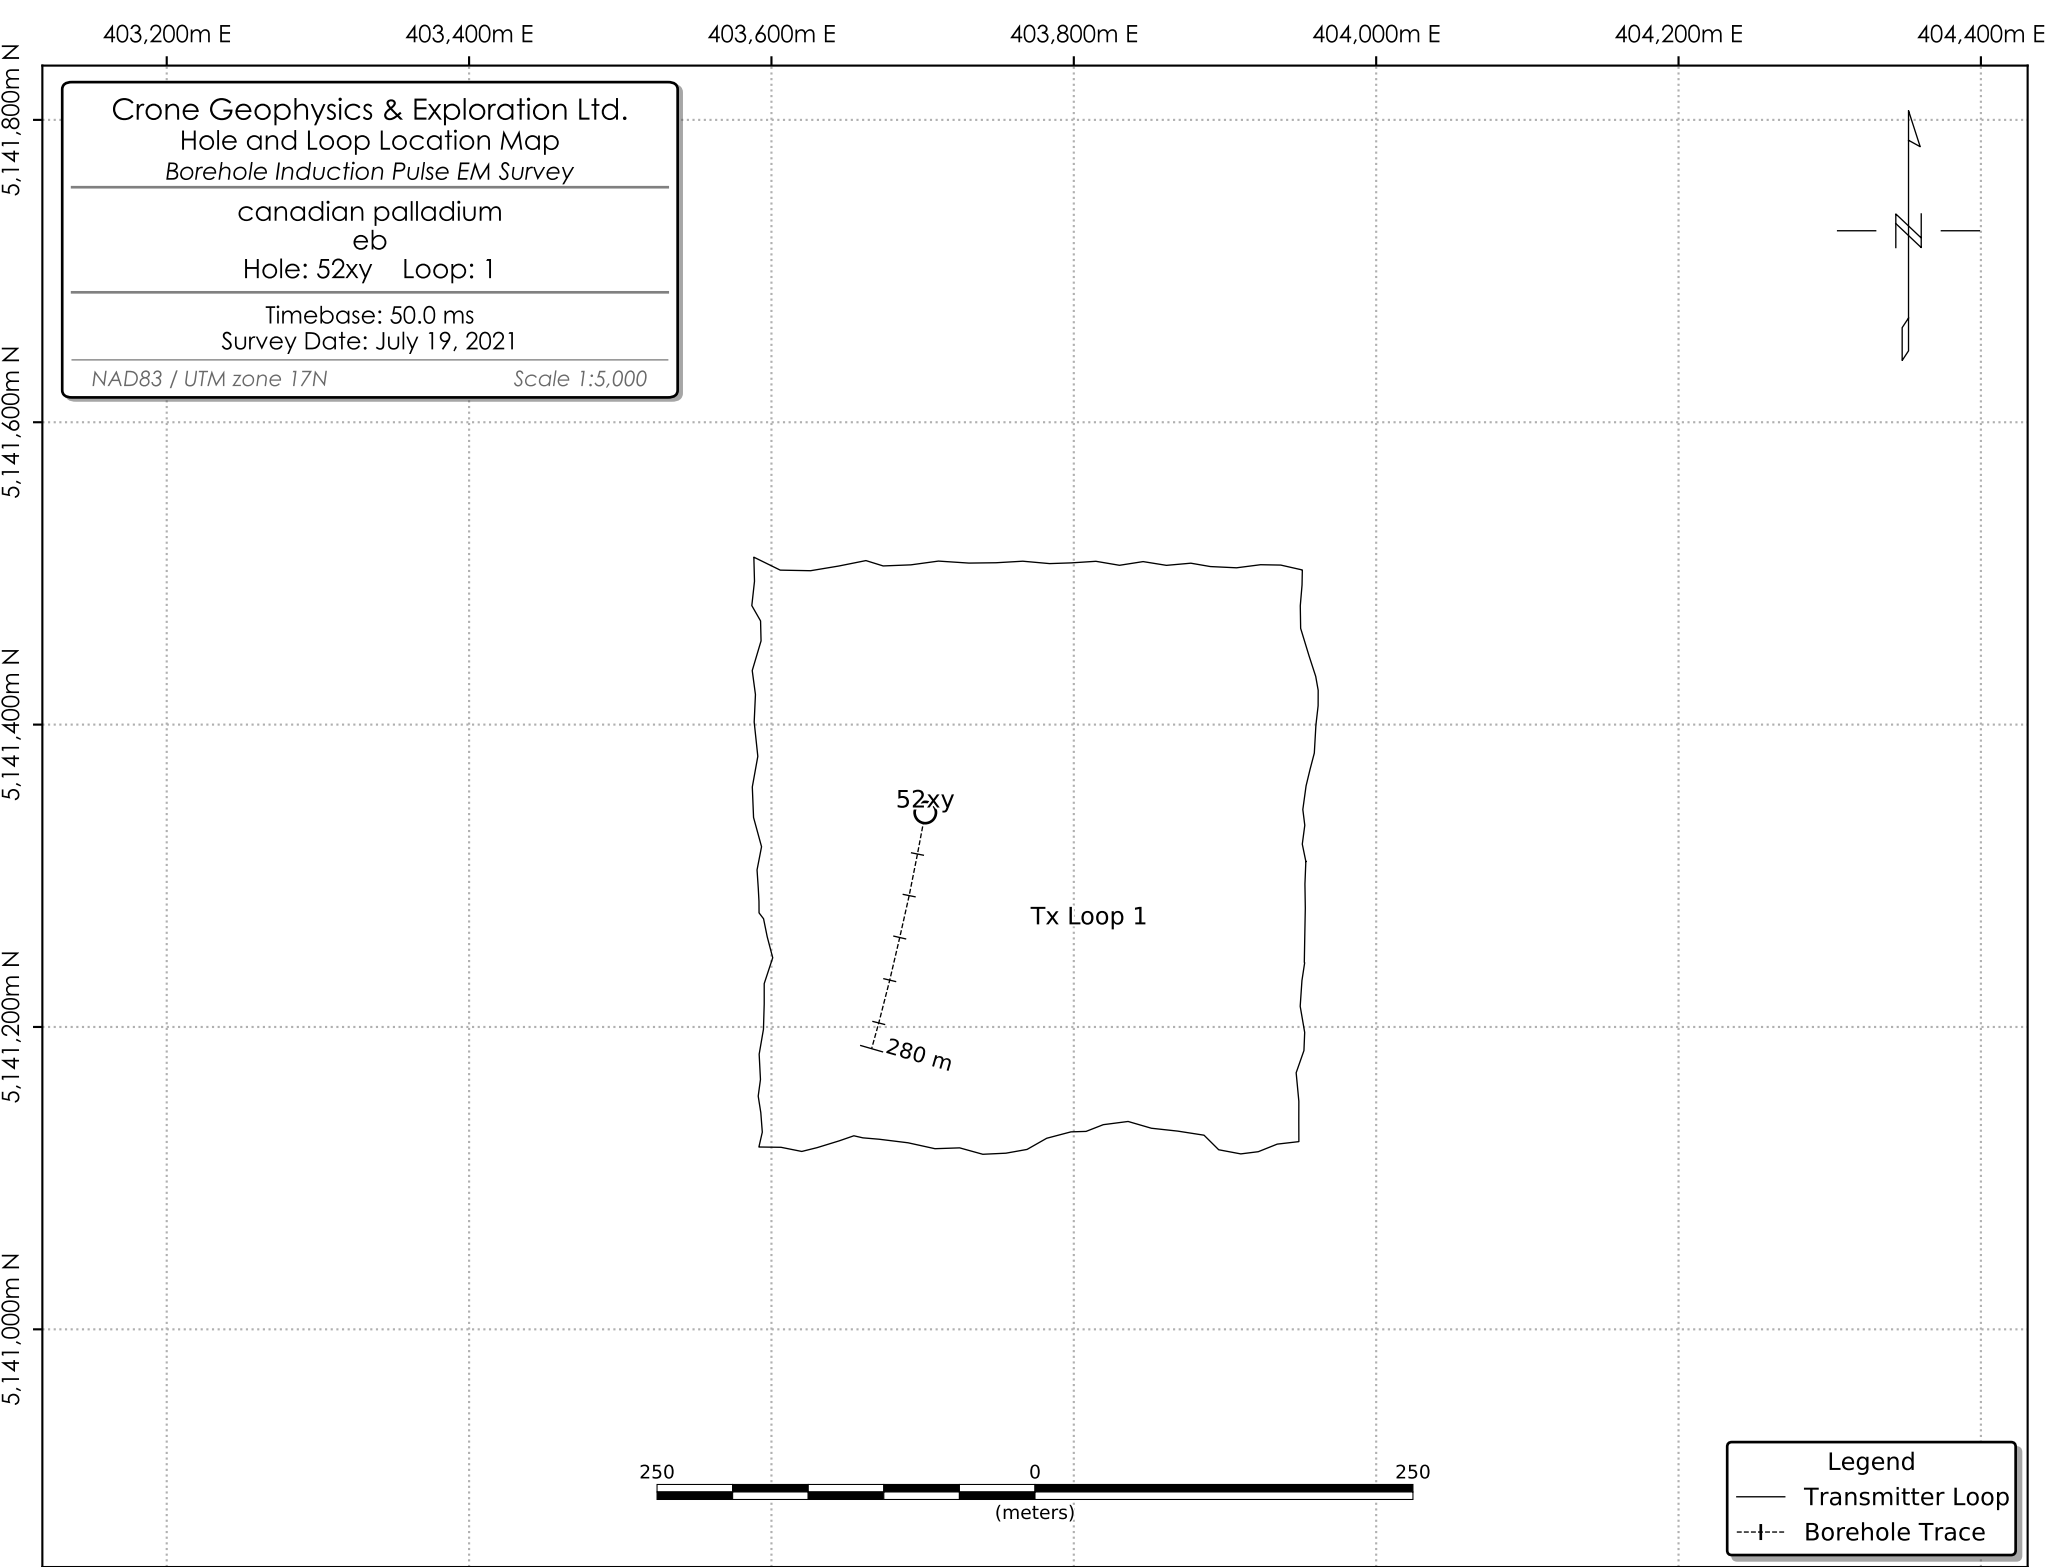 403,200m E 403,400m E 403,600m E 403,800m E 404,000m E 404,200m E 404,400m E
5,141,800m N
5,141,600m N
5,141,400m N
5,141,200m N
5,141,000m N
Crone Geophysics & Exploration Ltd.
Hole and Loop Location Map
Borehole Induction Pulse EM Survey
canadian palladium
eb
Hole: 52xy Loop: 1
Timebase: 50.0 ms
Survey Date: July 19, 2021
NAD83 / UTM zone 17N Scale 1:5,000
N
52xy
Tx Loop 1
280 m
250 0 250
(meters)
Legend
Transmitter Loop
Borehole Trace